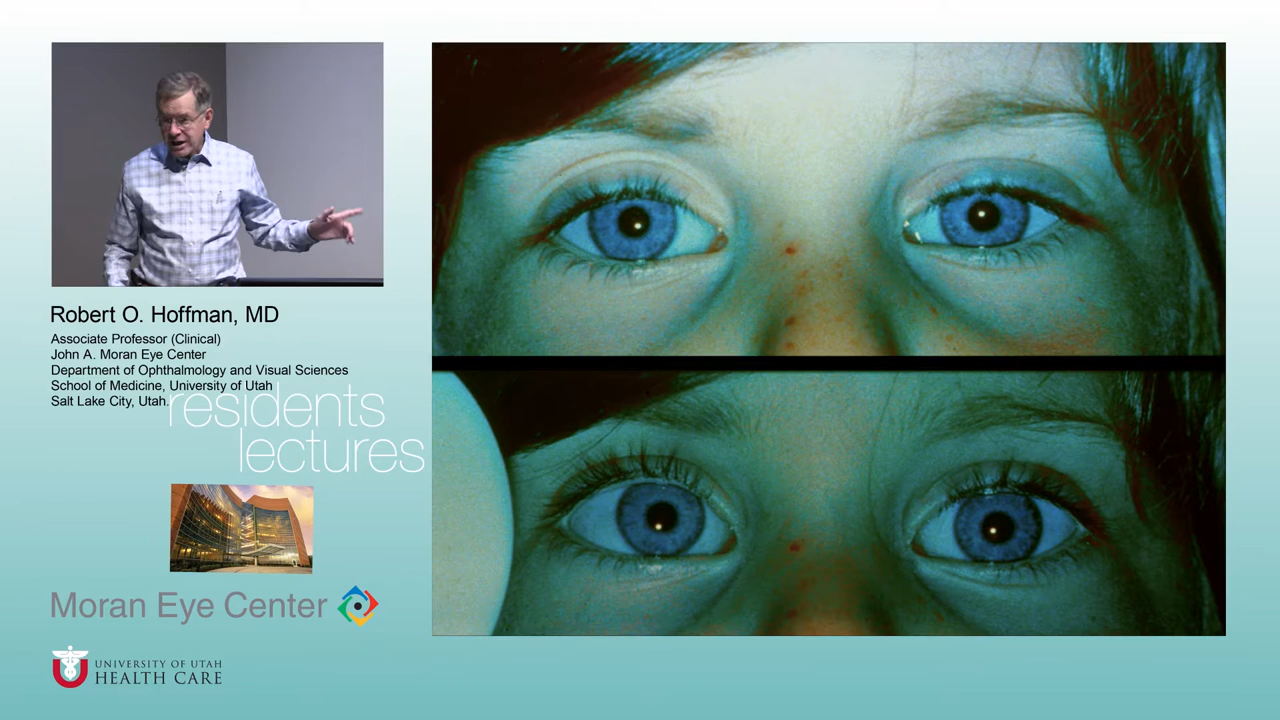 Robert O. Hoffman, MD
Associate Professor (Clinical)
John A. Moran Eye Center
Department of Ophthalmology and Visual Sciences
School of Medicine, University of Utah
Salt Lake City, Utah.
residents
lectures
Moran Eye Center
UNIVERSITY OF UTAH
HEALTH CARE